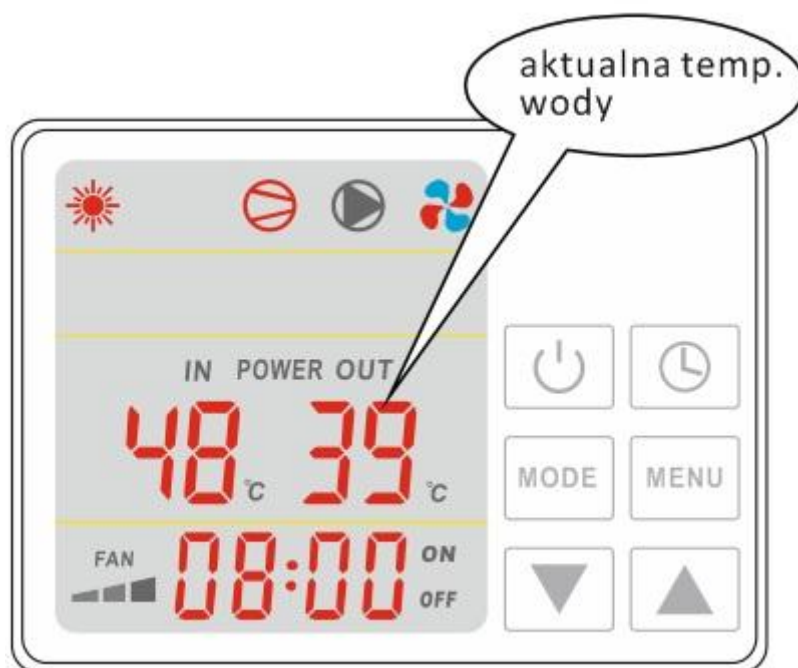 aktualna temp.
wody
IN POWER OUT
48 °C 39 °C
MODE MENU
FAN 08:00 ON
OFF